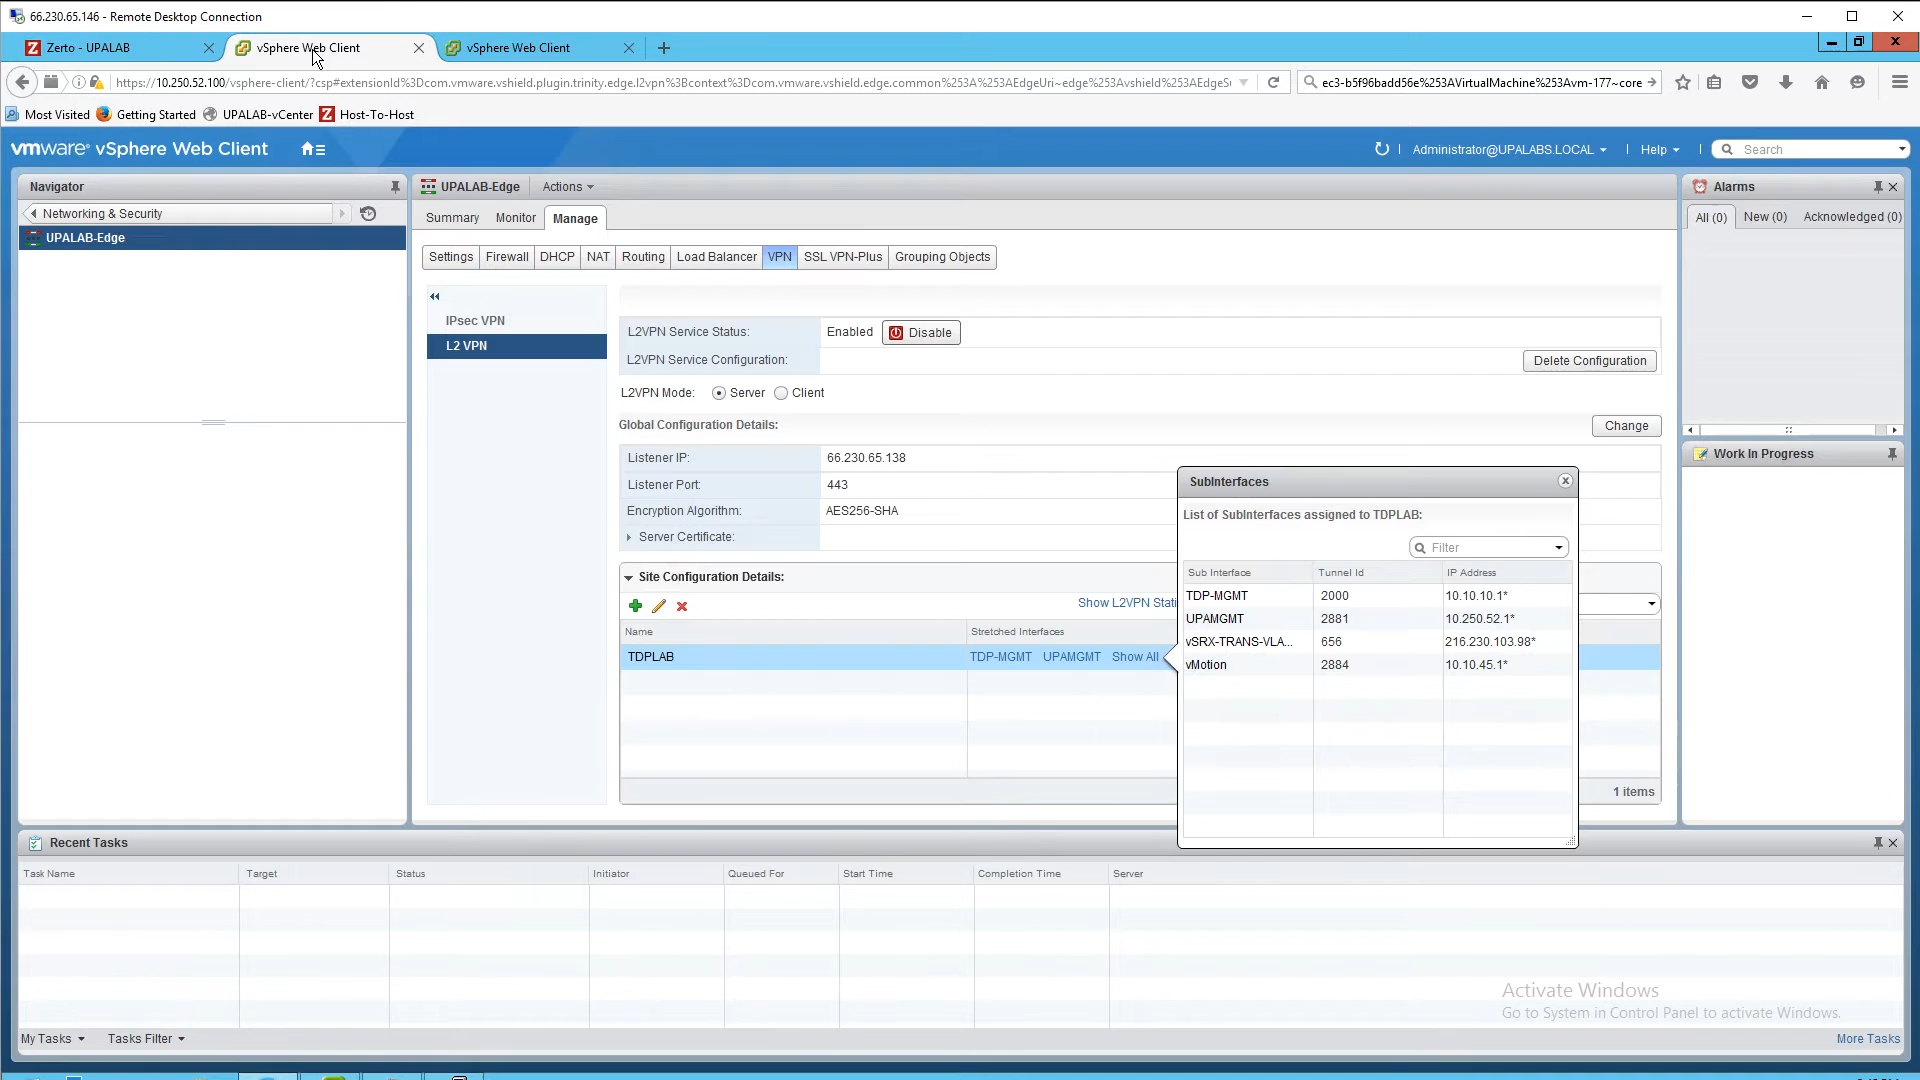 66.230.65.146 - Remote Desktop Connection
Zerto - UPALAB
vSphere Web Client
vSphere Web Client
https://10.250.52.100/vsphere-client/?csp#extensionId%3Dcom.vmware.vshield.plugin.trinity.edge.l2vpn%3Bcontext%3Dcom.vmware.vshield.edge.common%253A%253AEdgeUri~edge%253Avshield%253AEdgeS
ec3-b5f96badd56e%253AVirtualMachine%253Avm-177~core
Most Visited Getting Started UPALAB-vCenter Host-To-Host
vmware® vSphere Web Client
Administrator@UPALABS.LOCAL Help Search
Navigator
Networking & Security
UPALAB-Edge
UPALAB-Edge Actions
Summary Monitor Manage
Settings Firewall DHCP NAT Routing Load Balancer VPN SSL VPN-Plus Grouping Objects
IPsec VPN
L2 VPN
L2VPN Service Status: Enabled Disable
L2VPN Service Configuration: Delete Configuration
L2VPN Mode: Server Client
Global Configuration Details: Change
Listener IP: 66.230.65.138
Listener Port: 443
Encryption Algorithm: AES256-SHA
Server Certificate:
Site Configuration Details:
Show L2VPN Stati
Name Stretched Interfaces
TDPLAB TDP-MGMT UPAMGMT Show All
1 items
SubInterfaces
List of SubInterfaces assigned to TDPLAB:
Filter
Sub Interface Tunnel Id IP Address
TDP-MGMT 2000 10.10.10.1*
UPAMGMT 2881 10.250.52.1*
vSRX-TRANS-VLA... 656 216.230.103.98*
vMotion 2884 10.10.45.1*
Alarms
All (0) New (0) Acknowledged (0)
Work In Progress
Recent Tasks
Task Name Target Status Initiator Queued For Start Time Completion Time Server
Activate Windows
Go to System in Control Panel to activate Windows.
My Tasks Tasks Filter More Tasks